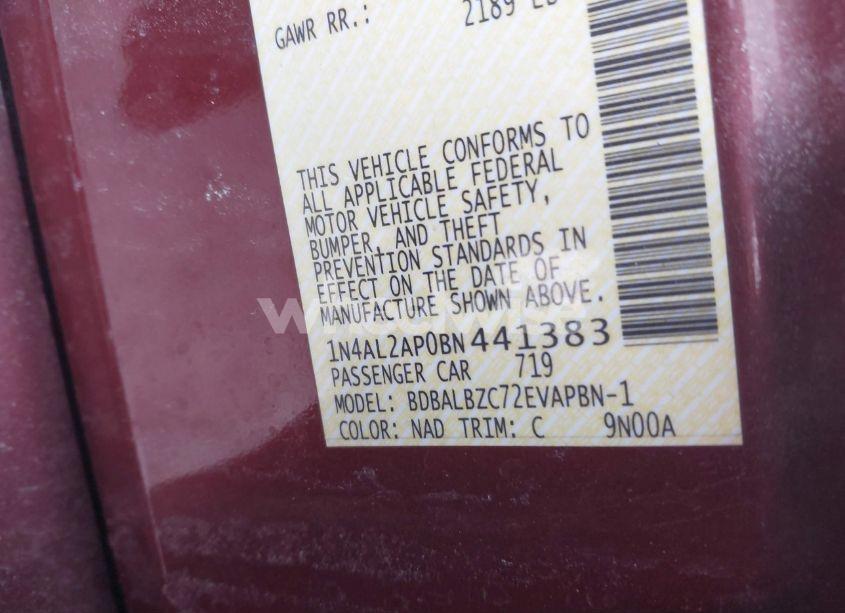 GAWR RR.: 2189 LB
THIS VEHICLE CONFORMS TO
ALL APPLICABLE FEDERAL
MOTOR VEHICLE SAFETY,
BUMPER, AND THEFT
PREVENTION STANDARDS IN
EFFECT ON THE DATE OF
MANUFACTURE SHOWN ABOVE.
1N4AL2AP0BN441383
PASSENGER CAR 719
MODEL: BDBALBZC72EVAPBN-1
COLOR: NAD TRIM: C 9N00A